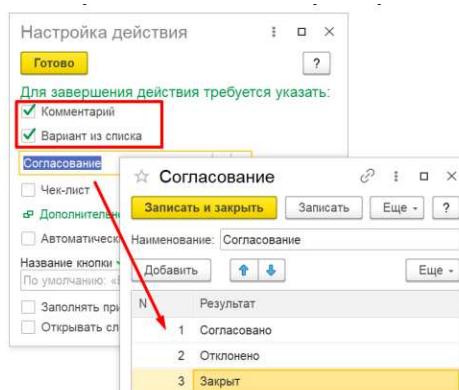 Настройка действия
Готово
?
Для завершения действия требуется указать:
Комментарий
Вариант из списка
Согласование
Чек-лист
Дополнительно
Автоматическ
Название кнопки
По умолчанию: «
Заполнять при
Открывать сл
Согласование
Записать и закрыть
Записать
Еще
?
Наименование: Согласование
Добавить
Еще
N Результат
1 Согласовано
2 Отклонено
3 Закрыт